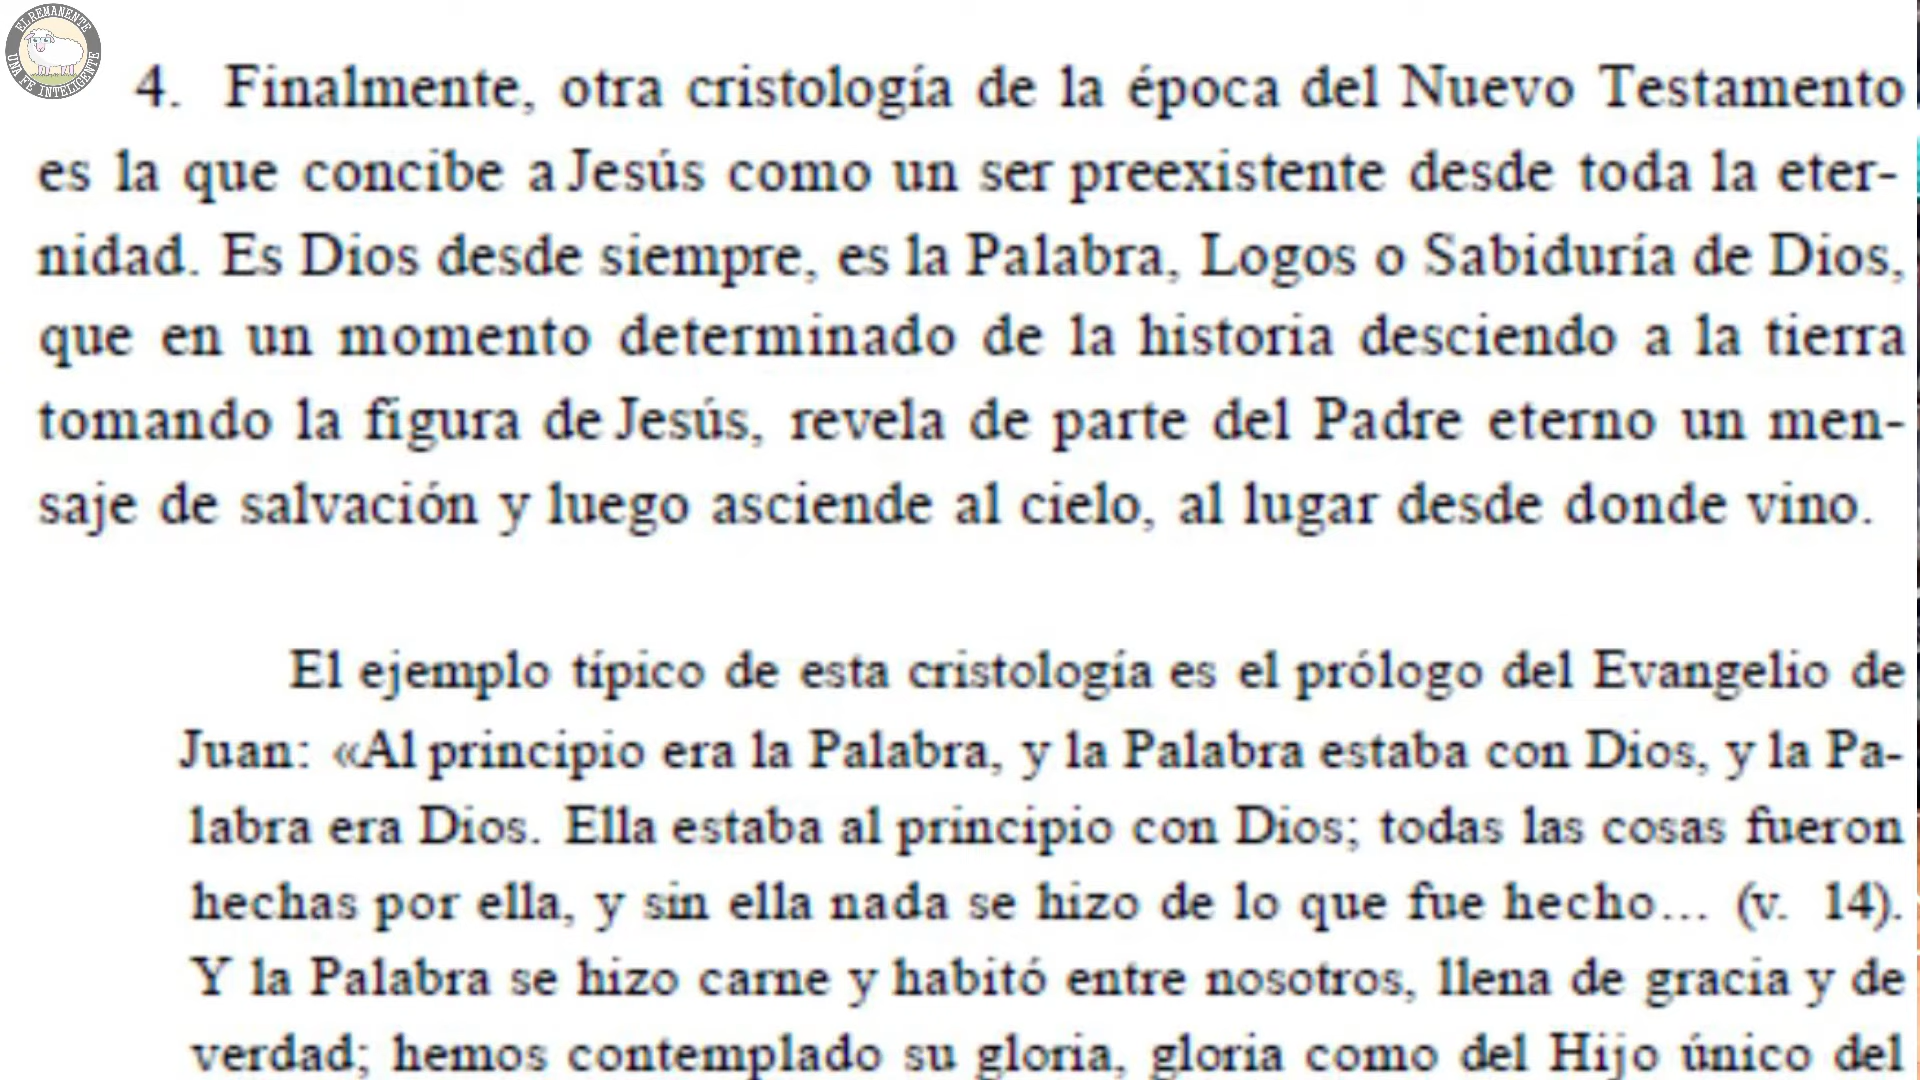 EL REMANENTE
UNA FE INTELIGENTE
4. Finalmente, otra cristología de la época del Nuevo Testamento
es la que concibe a Jesús como un ser preexistente desde toda la eter-
nidad. Es Dios desde siempre, es la Palabra, Logos o Sabiduría de Dios,
que en un momento determinado de la historia desciendo a la tierra
tomando la figura de Jesús, revela de parte del Padre eterno un men-
saje de salvación y luego asciende al cielo, al lugar desde donde vino.
El ejemplo típico de esta cristología es el prólogo del Evangelio de
Juan: «Al principio era la Palabra, y la Palabra estaba con Dios, y la Pa-
labra era Dios. Ella estaba al principio con Dios; todas las cosas fueron
hechas por ella, y sin ella nada se hizo de lo que fue hecho... (v. 14).
Y la Palabra se hizo carne y habitó entre nosotros, llena de gracia y de
verdad; hemos contemplado su gloria, gloria como del Hijo único del